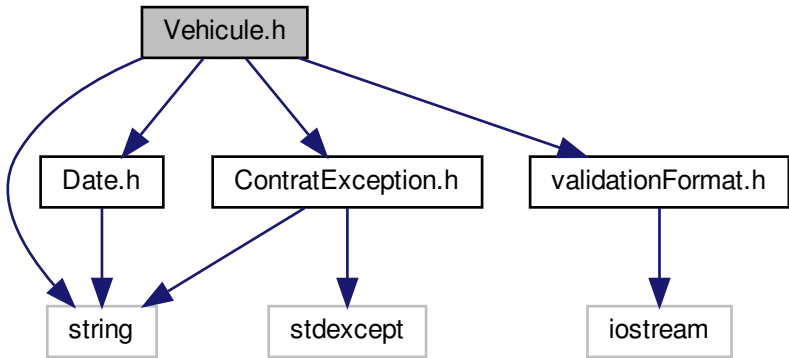 Vehicule.h
Date.h
ContratException.h
validationFormat.h
string
stdexcept
iostream